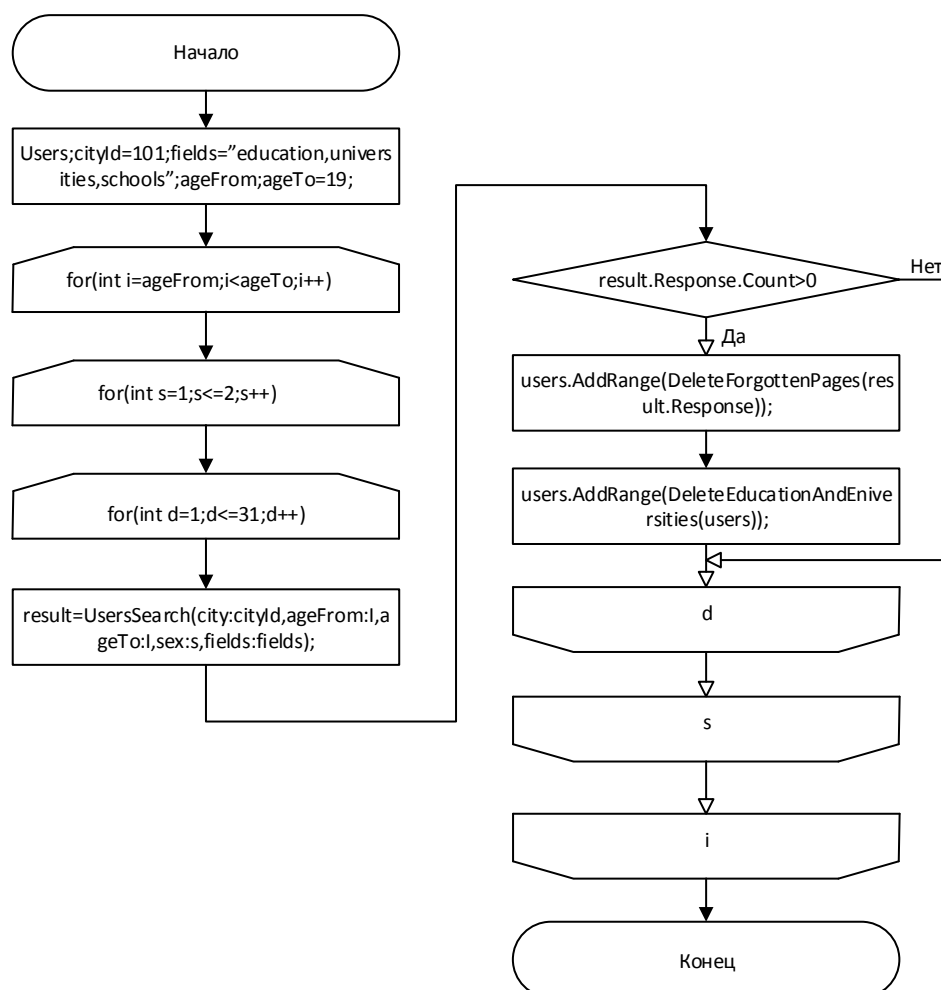 Начало
Users;cityId=101;fields=”education,univers
ities,schools”;ageFrom;ageTo=19;
for(int i=ageFrom;i<ageTo;i++)
for(int s=1;s<=2;s++)
for(int d=1;d<=31;d++)
result=UsersSearch(city:cityId,ageFrom:I,a
geTo:I,sex:s,fields:fields);
result.Response.Count>0
Нет
Да
users.AddRange(DeleteForgottenPages(res
ult.Response));
users.AddRange(DeleteEducationAndEnive
rsities(users));
d
s
i
Конец